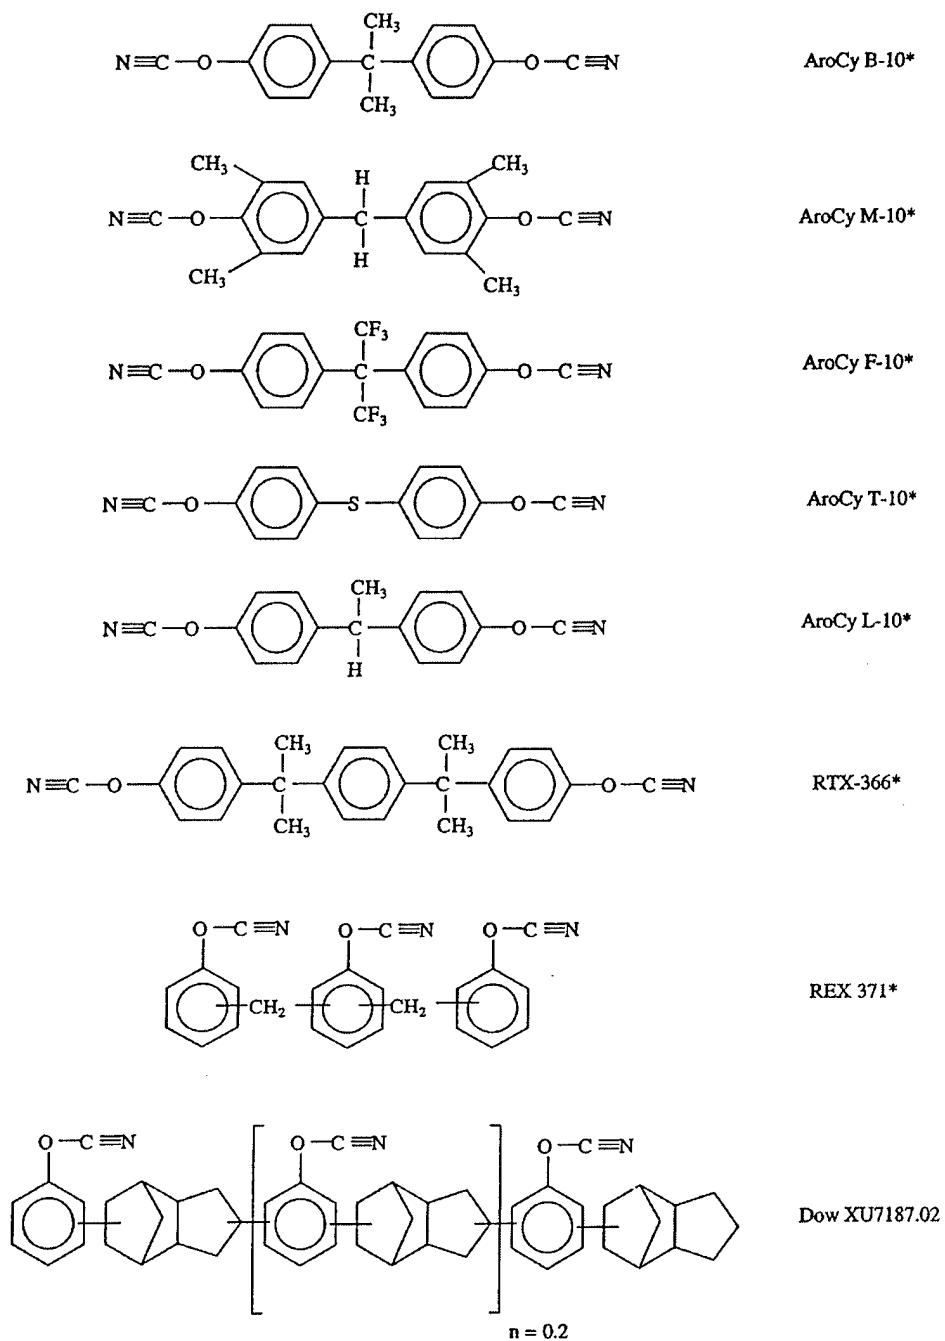 CH₃
N≡C—O—C—O—C≡N AroCy B-10*
CH₃
CH₃ H CH₃
N≡C—O—C—O—C≡N AroCy M-10*
CH₃ H CH₃
CF₃
N≡C—O—C—O—C≡N AroCy F-10*
CF₃
N≡C—O—S—O—C≡N AroCy T-10*
CH₃
N≡C—O—C—O—C≡N AroCy L-10*
H
CH₃ CH₃
N≡C—O—C—C—O—C≡N RTX-366*
CH₃ CH₃
O—C≡N O—C≡N O—C≡N
CH₂ CH₂ REX 371*
O—C≡N O—C≡N O—C≡N
Dow XU7187.02
n = 0.2